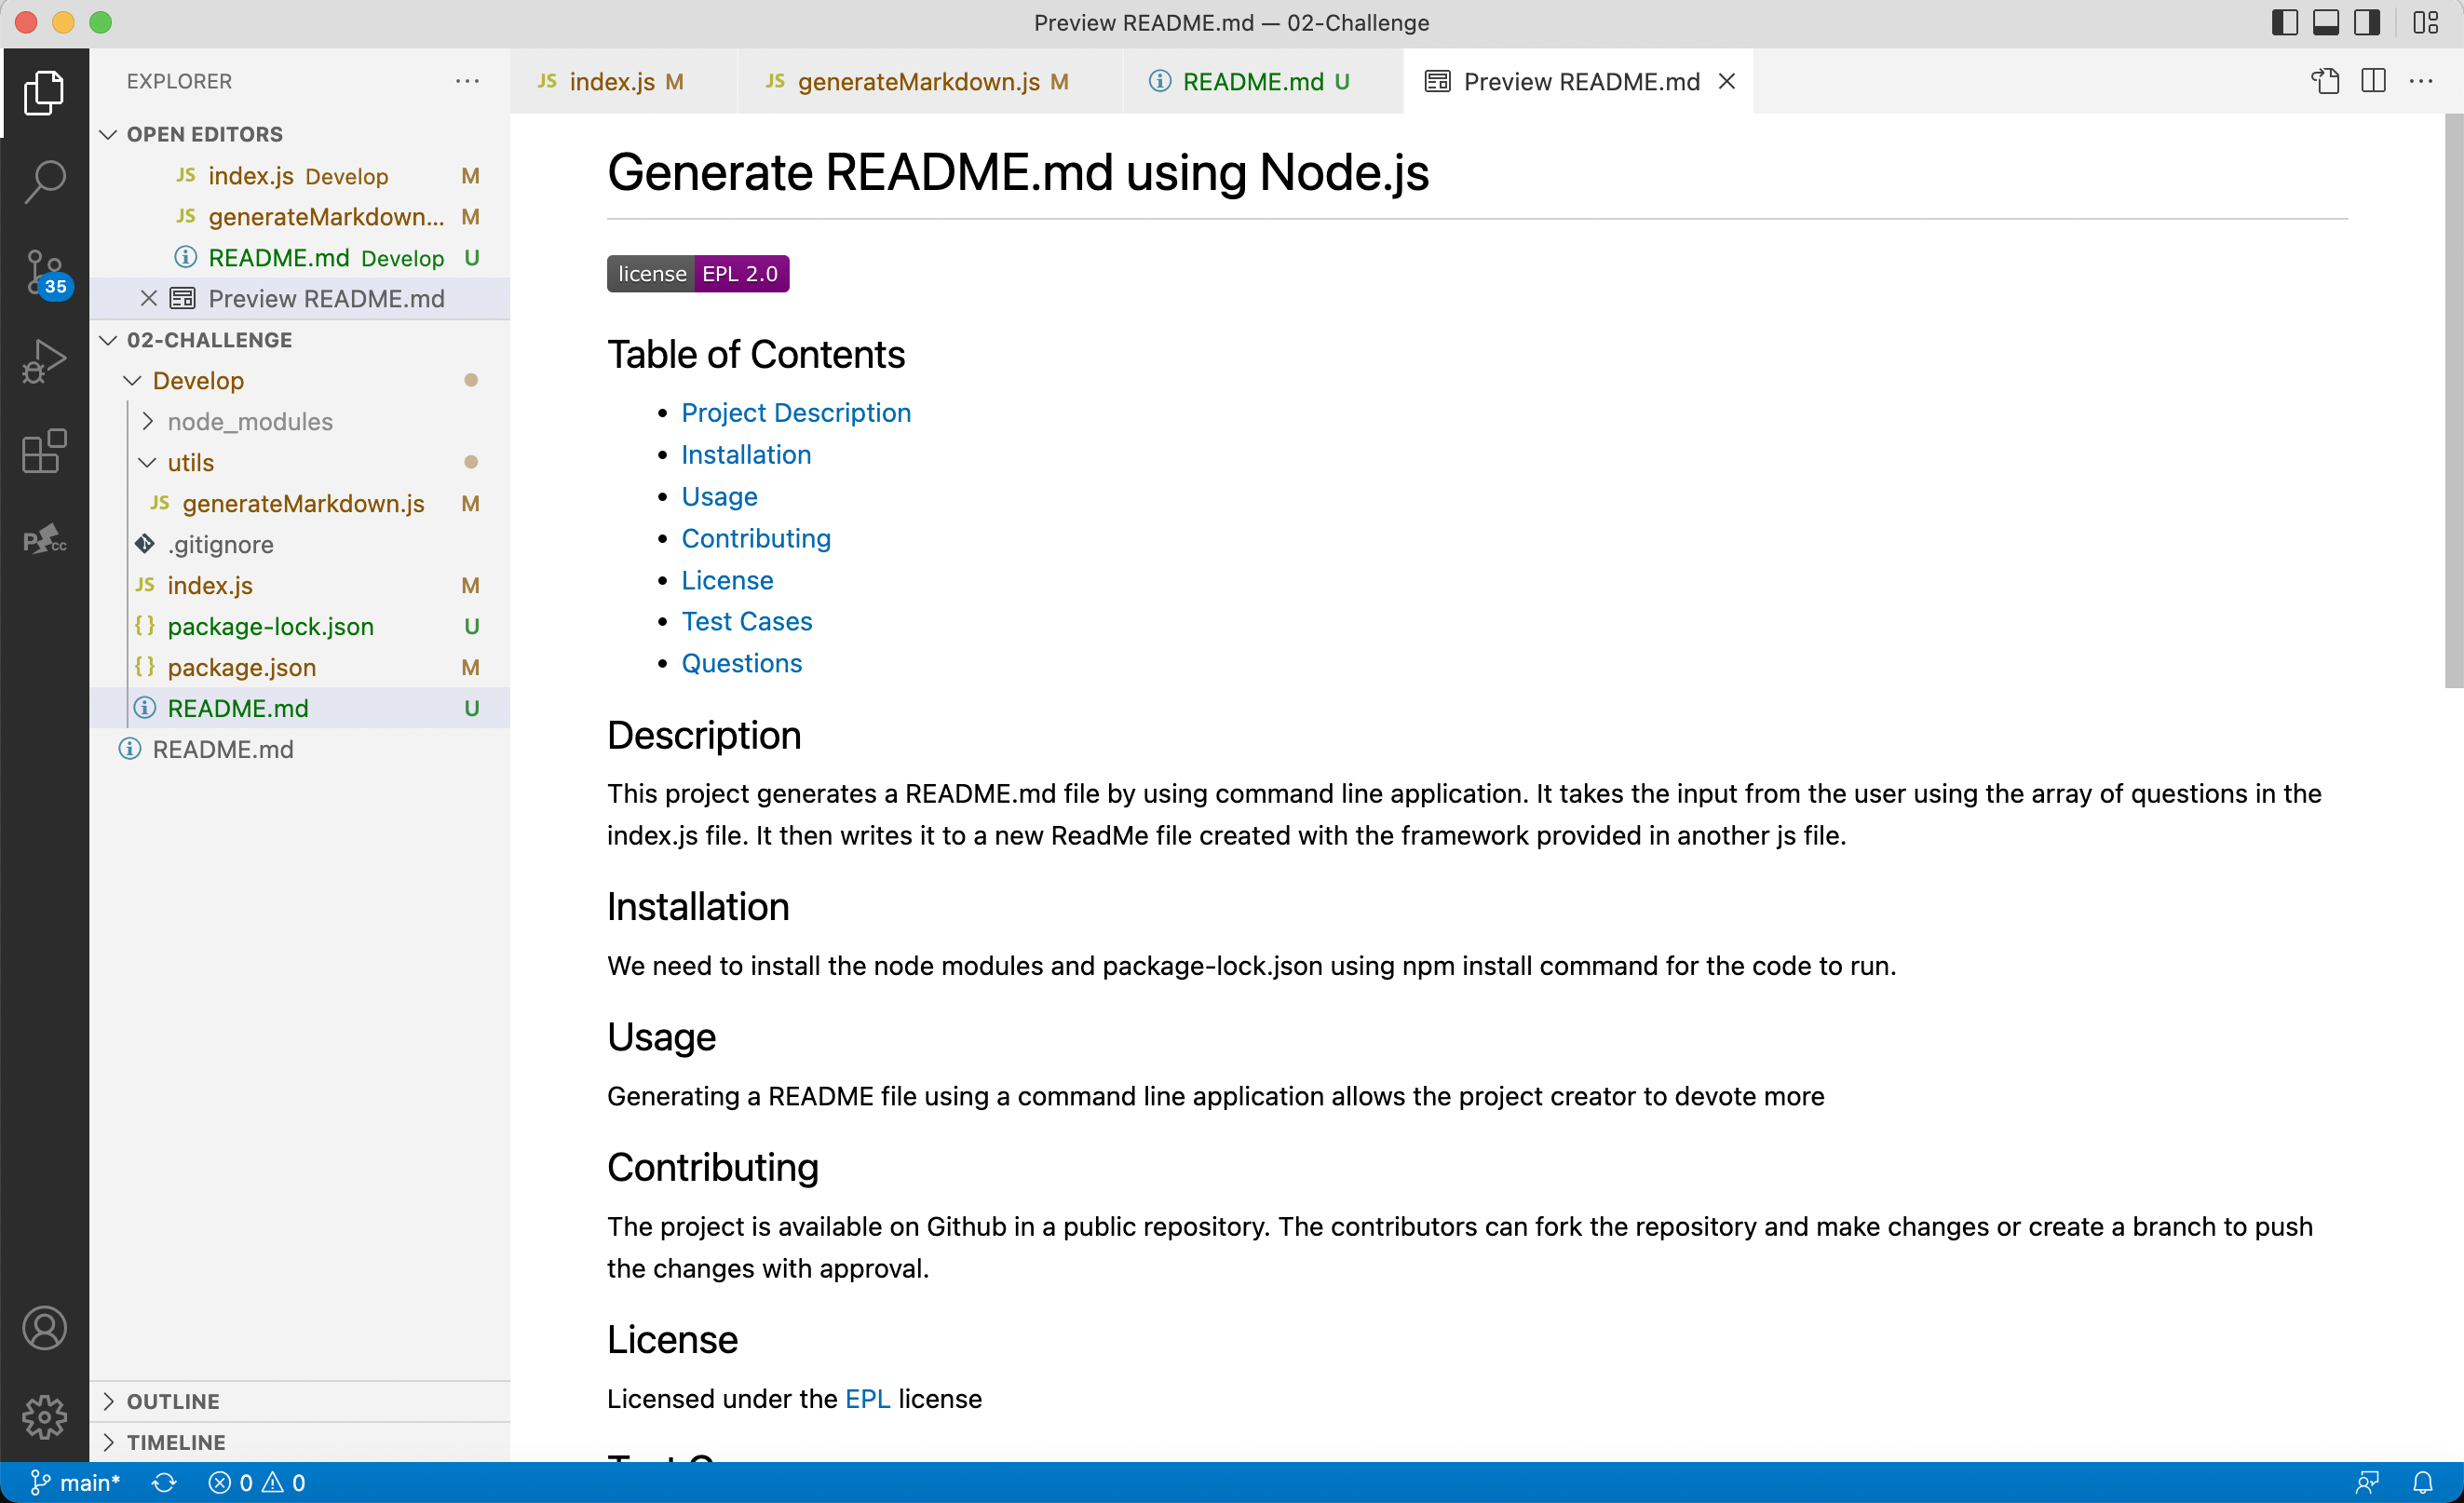 Preview README.md — 02-Challenge
EXPLORER
JS index.js M
JS generateMarkdown.js M
README.md U
Preview README.md
OPEN EDITORS
JS index.js Develop M
JS generateMarkdown... M
README.md Develop U
Preview README.md
02-CHALLENGE
Develop
node_modules
utils
JS generateMarkdown.js M
.gitignore
JS index.js M
{} package-lock.json U
{} package.json M
README.md U
README.md
OUTLINE
TIMELINE
35
P cc
Generate README.md using Node.js
license EPL 2.0
Table of Contents
• Project Description
• Installation
• Usage
• Contributing
• License
• Test Cases
• Questions
Description
This project generates a README.md file by using command line application. It takes the input from the user using the array of questions in the
index.js file. It then writes it to a new ReadMe file created with the framework provided in another js file.
Installation
We need to install the node modules and package-lock.json using npm install command for the code to run.
Usage
Generating a README file using a command line application allows the project creator to devote more
Contributing
The project is available on Github in a public repository. The contributors can fork the repository and make changes or create a branch to push
the changes with approval.
License
Licensed under the EPL license
main* 0 0